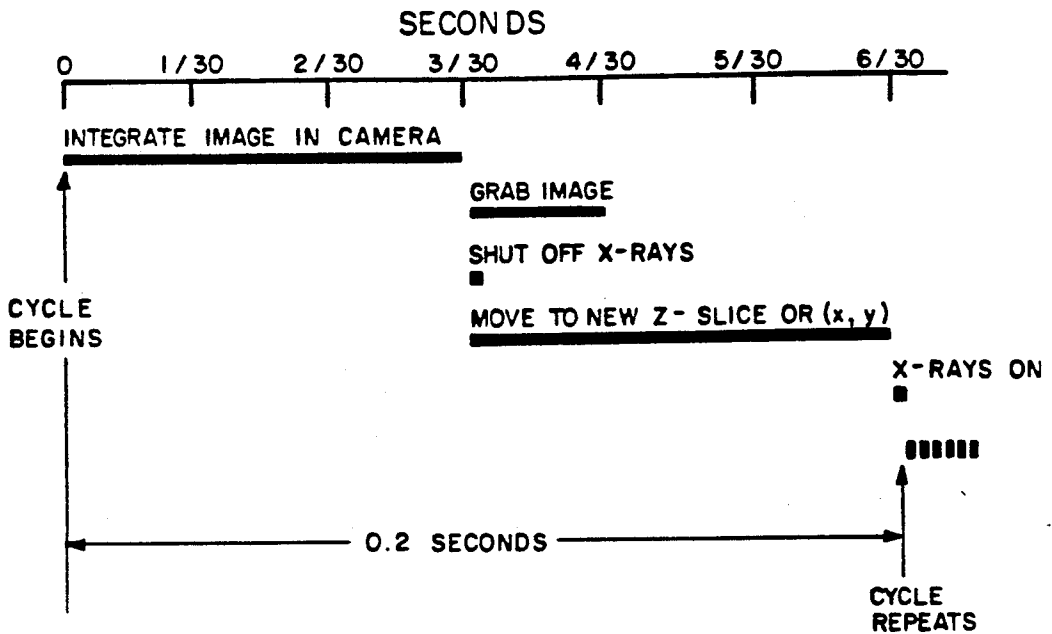 SECONDS
0 1/30 2/30 3/30 4/30 5/30 6/30
INTEGRATE IMAGE IN CAMERA
GRAB IMAGE
SHUT OFF X-RAYS
CYCLE
BEGINS
MOVE TO NEW Z- SLICE OR (x, y)
X-RAYS ON
0.2 SECONDS
CYCLE
REPEATS